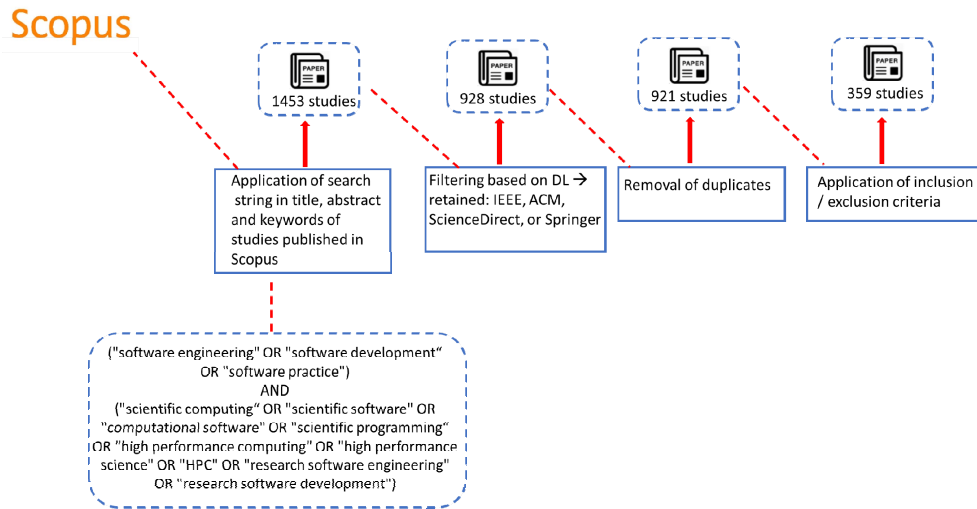 Scopus
PAPER
1453 studies
PAPER
928 studies
PAPER
921 studies
PAPER
359 studies
Application of search
string in title, abstract
and keywords of
studies published in
Scopus
Filtering based on DL →
retained: IEEE, ACM,
ScienceDirect, or Springer
Removal of duplicates
Application of inclusion
/ exclusion criteria
("software engineering" OR "software development“
OR "software practice")
AND
("scientific computing“ OR "scientific software" OR
"computational software" OR "scientific programming“
OR "high performance computing" OR "high performance
science" OR "HPC" OR "research software engineering"
OR "research software development")